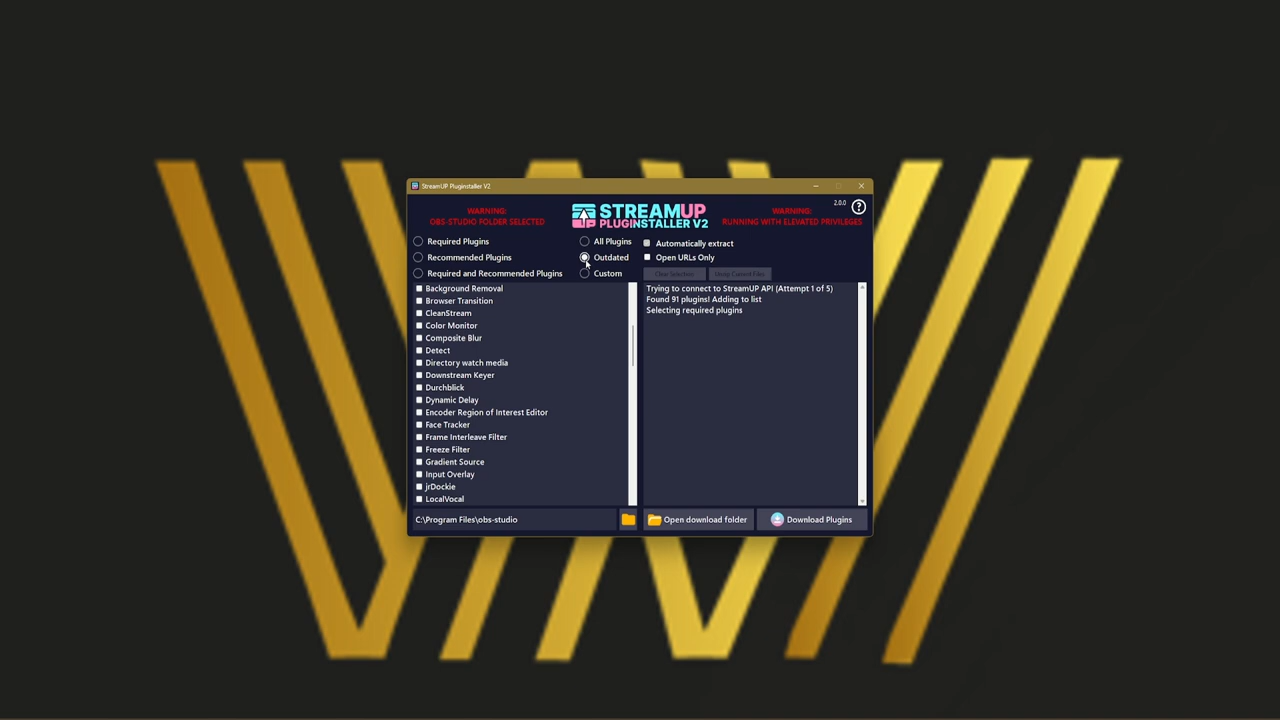 StreamUP Pluginstaller V2
WARNING:
OBS-STUDIO FOLDER SELECTED
STREAMUP
PLUGINSTALLER V2
2.0.0
?
WARNING:
RUNNING WITH ELEVATED PRIVILEGES
Required Plugins
All Plugins
Automatically extract
Recommended Plugins
Outdated
Open URLs Only
Required and Recommended Plugins
Custom
Clear Selection
Background Removal
Browser Transition
CleanStream
Color Monitor
Composite Blur
Detect
Directory watch media
Downstream Keyer
Durchblick
Dynamic Delay
Encoder Region of Interest Editor
Face Tracker
Frame Interleave Filter
Freeze Filter
Gradient Source
Input Overlay
jrDockie
LocalVocal
Trying to connect to StreamUP API (Attempt 1 of 5)
Found 91 plugins! Adding to list
Selecting required plugins
C:\Program Files\obs-studio
Open download folder
Download Plugins